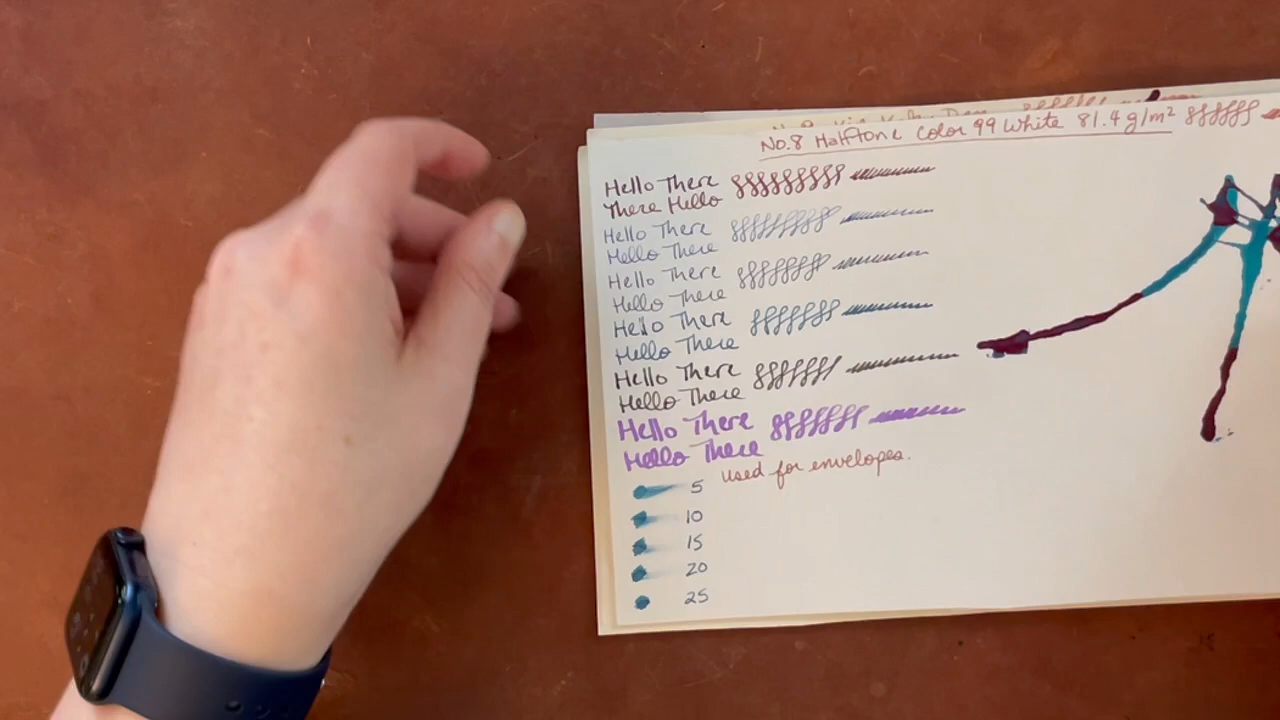 No.8 Halftone Color 99 White 81.4 g/m²
Hello There
There Hello
Hello There
Hello There
Hello There
Hello There
Hello There
Hello There
Hello There
Hello There
Hello There
Hello There
used for envelopes.
5
10
15
20
25